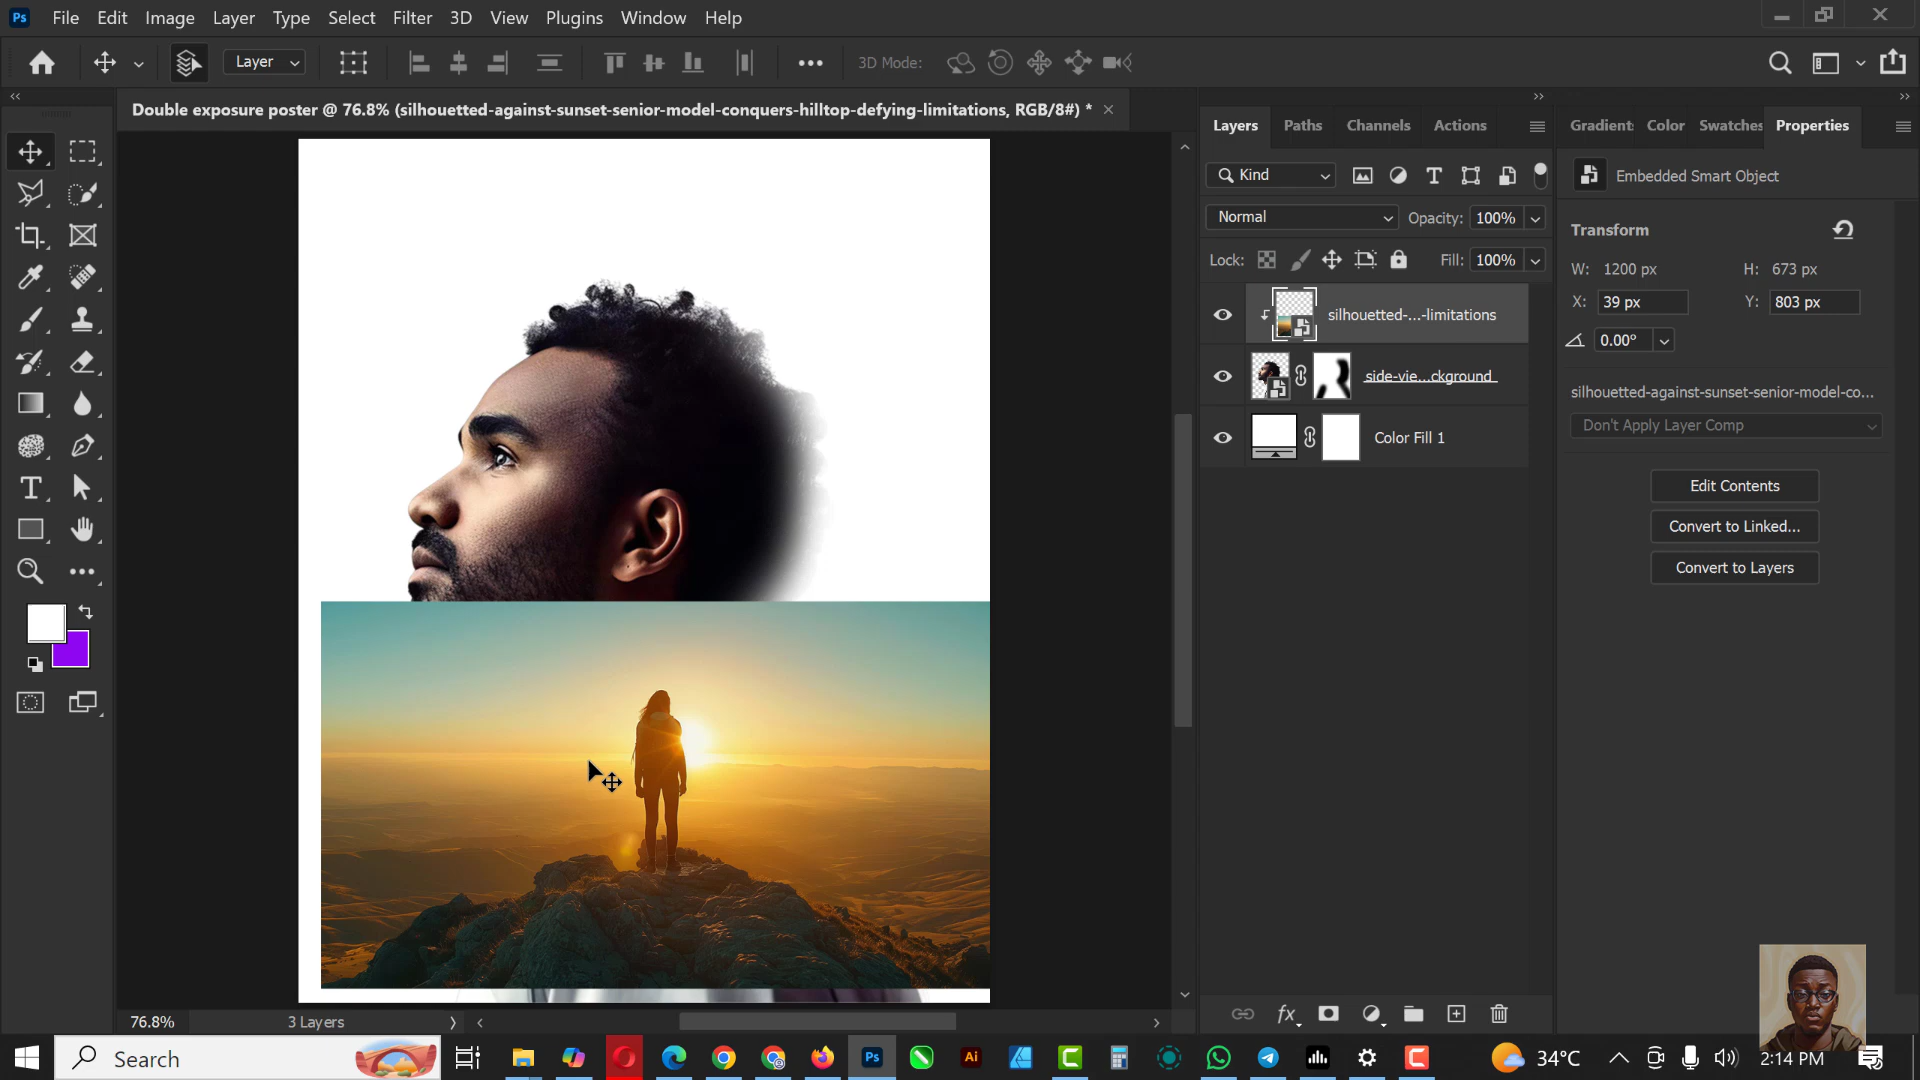 Ps File Edit Image Layer Type Select Filter 3D View Plugins Window Help
Layer 3D Mode:
Double exposure poster @ 76.8% (silhouetted-against-sunset-senior-model-conquers-hilltop-defying-limitations, RGB/8#) *
Layers Paths Channels Actions
Gradient: Color Swatches Properties
Kind
Embedded Smart Object
Normal Opacity: 100%
Transform
Lock: Fill: 100%
W: 1200 px H: 673 px
X: 39 px Y: 803 px
silhouetted-...-limitations
0.00°
side-vie...ckground
silhouetted-against-sunset-senior-model-co...
Don't Apply Layer Comp
Color Fill 1
Edit Contents
Convert to Linked...
Convert to Layers
76.8% 3 Layers
fx
Search
Ps Ai
34°C
2:14 PM